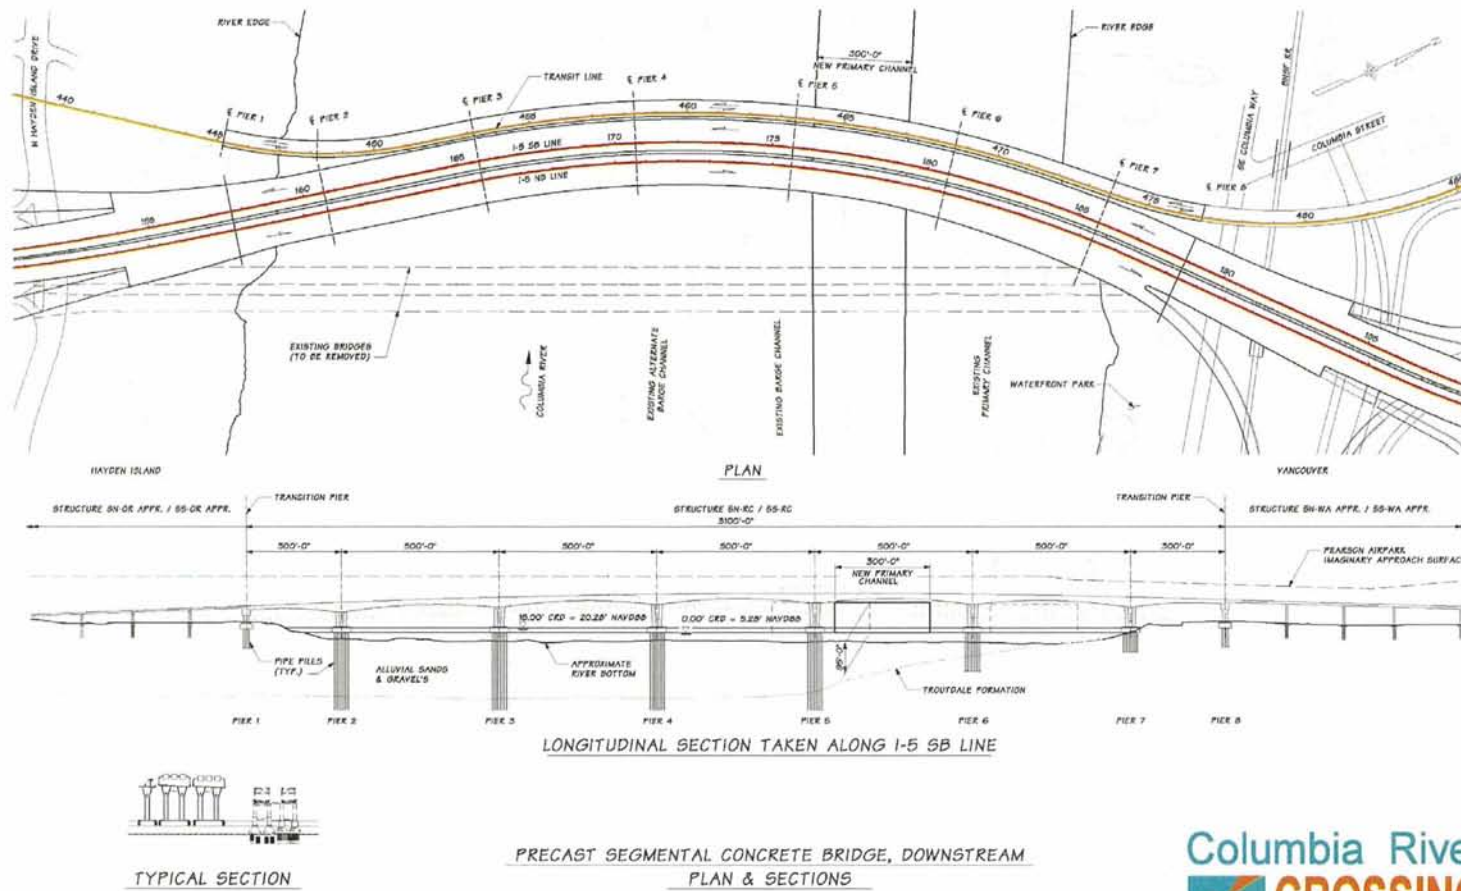 RIVER EDGE
RIVER EDGE
N HAYDEN ISLAND DRIVE
300'-0"
NEW PRIMARY CHANNEL
TRANSIT LINE
℄ PIER 1
℄ PIER 2
℄ PIER 3
℄ PIER 4
℄ PIER 5
℄ PIER 6
℄ PIER 7
℄ PIER 8
SE COLUMBIA WAY
BNSF RR
COLUMBIA STREET
440
445
460
465
470
475
480
I-5 SB LINE
I-5 NB LINE
155
160
165
170
175
180
185
190
195
EXISTING BRIDGES
(TO BE REMOVED)
COLUMBIA RIVER
EXISTING ALTERNATE
BARGE CHANNEL
EXISTING BARGE CHANNEL
EXISTING
PRIMARY CHANNEL
WATERFRONT PARK
HAYDEN ISLAND
PLAN
VANCOUVER
TRANSITION PIER
TRANSITION PIER
STRUCTURE SN-OR APPR. / SS-OR APPR.
STRUCTURE SN-RC / SS-RC
STRUCTURE SN-WA APPR. / SS-WA APPR.
3100'-0"
300'-0"
500'-0"
500'-0"
500'-0"
500'-0"
500'-0"
300'-0"
300'-0"
NEW PRIMARY
CHANNEL
PEARSON AIRPARK
IMAGINARY APPROACH SURFAC
0.00' CRD = 5.28' NAVD88
PIPE PILES
(TYP.)
ALLUVIAL SANDS
& GRAVEL'S
APPROXIMATE
RIVER BOTTOM
TROUTDALE FORMATION
PIER 1
PIER 2
PIER 3
PIER 4
PIER 5
PIER 6
PIER 7
PIER 8
LONGITUDINAL SECTION TAKEN ALONG I-5 SB LINE
TYPICAL SECTION
PRECAST SEGMENTAL CONCRETE BRIDGE, DOWNSTREAM
PLAN & SECTIONS
Columbia Rive
CROSSING